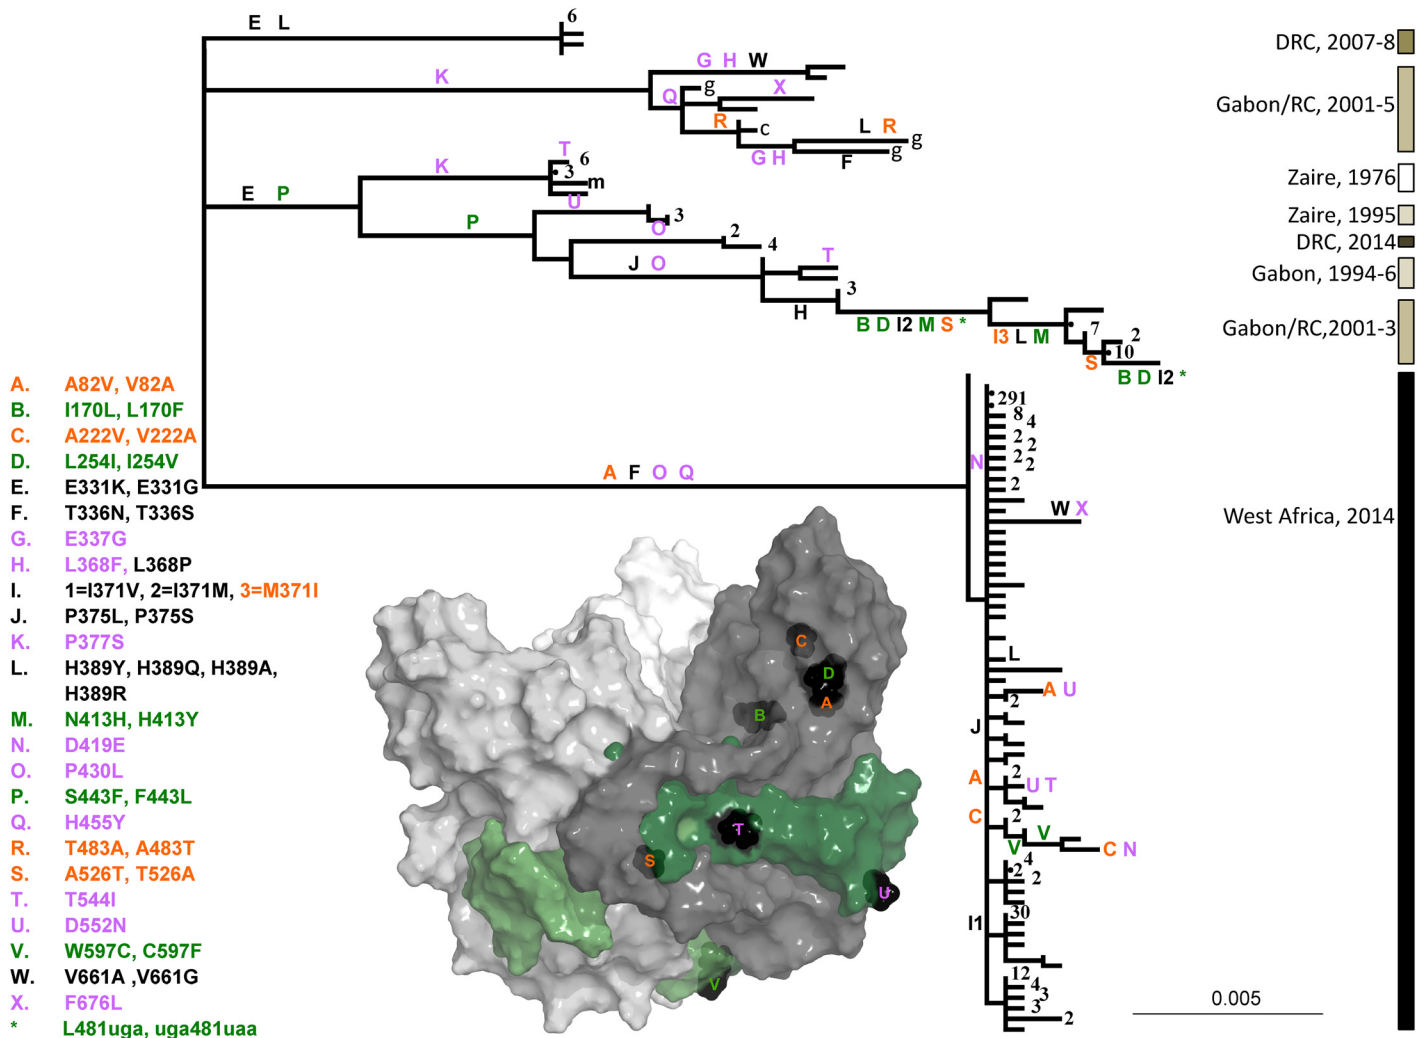 E L
6
DRC, 2007-8
G H W
K
X
g
Q
Gabon/RC, 2001-5
R
c
L R
g
g
G H
F
T
6
K
3
m
Zaire, 1976
U
E P
P
3
O
Zaire, 1995
2
4
DRC, 2014
J O
T
Gabon, 1994-6
3
H
B D I2 M S *
I3 L M
7
2
10
S
B D I2 *
Gabon/RC,2001-3
A. A82V, V82A
B. I170L, L170F
C. A222V, V222A
D. L254I, I254V
E. E331K, E331G
F. T336N, T336S
G. E337G
H. L368F, L368P
I. 1=I371V, 2=I371M, 3=M371I
J. P375L, P375S
K. P377S
L. H389Y, H389Q, H389A,
H389R
M. N413H, H413Y
N. D419E
O. P430L
P. S443F, F443L
Q. H455Y
R. T483A, A483T
S. A526T, T526A
T. T544I
U. D552N
V. W597C, C597F
W. V661A ,V661G
X. F676L
* L481uga, uga481uaa
A F O Q
N
291
8
4
2
2
2
2
2
W X
West Africa, 2014
L
A U
2
J
A
2
U T
C
2
V
V
C N
4
2
2
I1
30
12
4
3
3
2
C
D
A
B
T
S
U
V
0.005